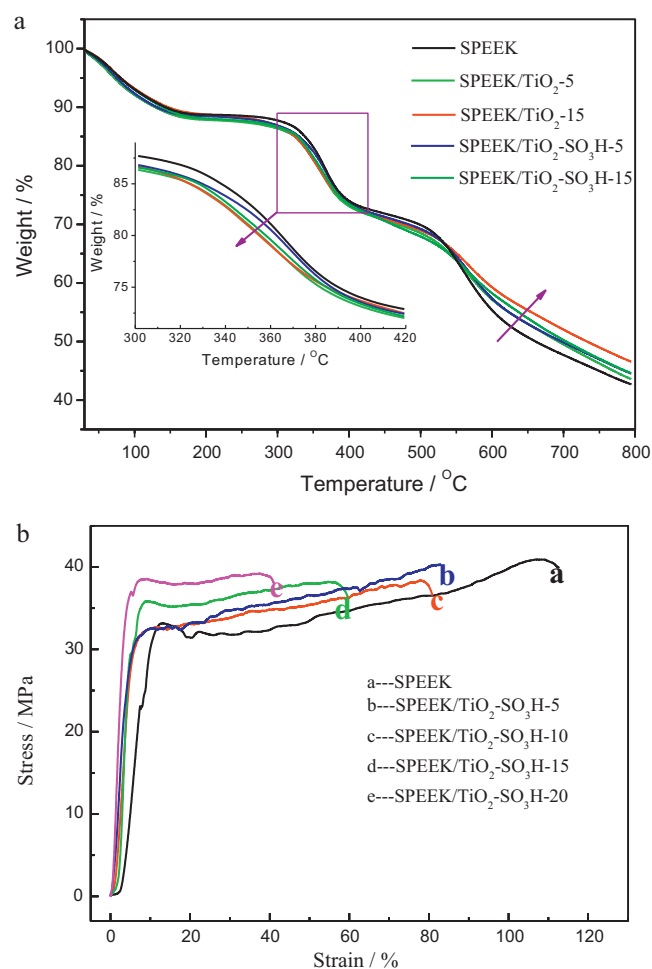 a
100
90
80
70
60
50
40
Weight / %
SPEEK
SPEEK/TiO2-5
SPEEK/TiO2-15
SPEEK/TiO2-SO3H-5
SPEEK/TiO2-SO3H-15
85
80
75
Weight / %
300 320 340 360 380 400 420
Temperature / °C
100 200 300 400 500 600 700 800
Temperature / °C
b
40
30
20
10
0
Stress / MPa
e
d
b
c
a
a---SPEEK
b---SPEEK/TiO2-SO3H-5
c---SPEEK/TiO2-SO3H-10
d---SPEEK/TiO2-SO3H-15
e---SPEEK/TiO2-SO3H-20
0 20 40 60 80 100 120
Strain / %